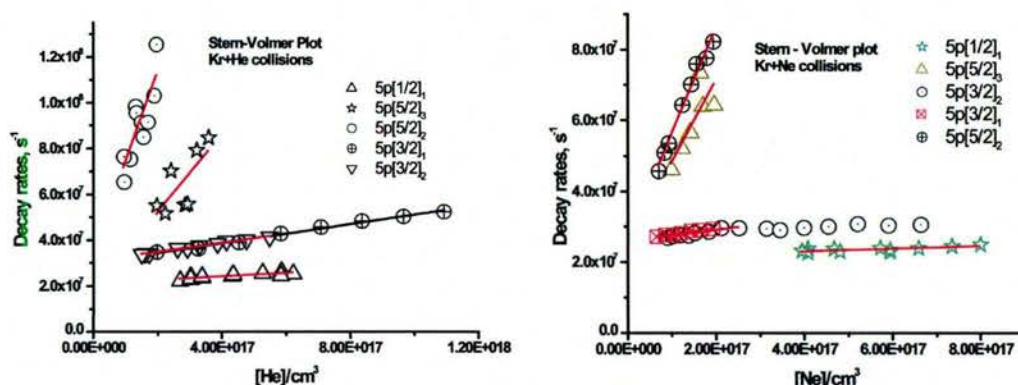 Stern-Volmer Plot
Kr+He collisions
5p[1/2]₁
5p[5/2]₃
5p[5/2]₂
5p[3/2]₁
5p[3/2]₂
Decay rates, s⁻¹
1.2x10⁸
1.0x10⁸
8.0x10⁷
6.0x10⁷
4.0x10⁷
2.0x10⁷
0.0
0.00E+000 4.00E+017 8.00E+017 1.20E+018
[He]/cm³
Stern - Volmer plot
Kr+Ne collisions
5p[1/2]₁
5p[5/2]₃
5p[3/2]₂
5p[3/2]₁
5p[5/2]₂
Decay rates, s⁻¹
8.0x10⁷
6.0x10⁷
4.0x10⁷
2.0x10⁷
0.0
0.00E+000 2.00E+017 4.00E+017 6.00E+017 8.00E+017
[Ne]/cm³